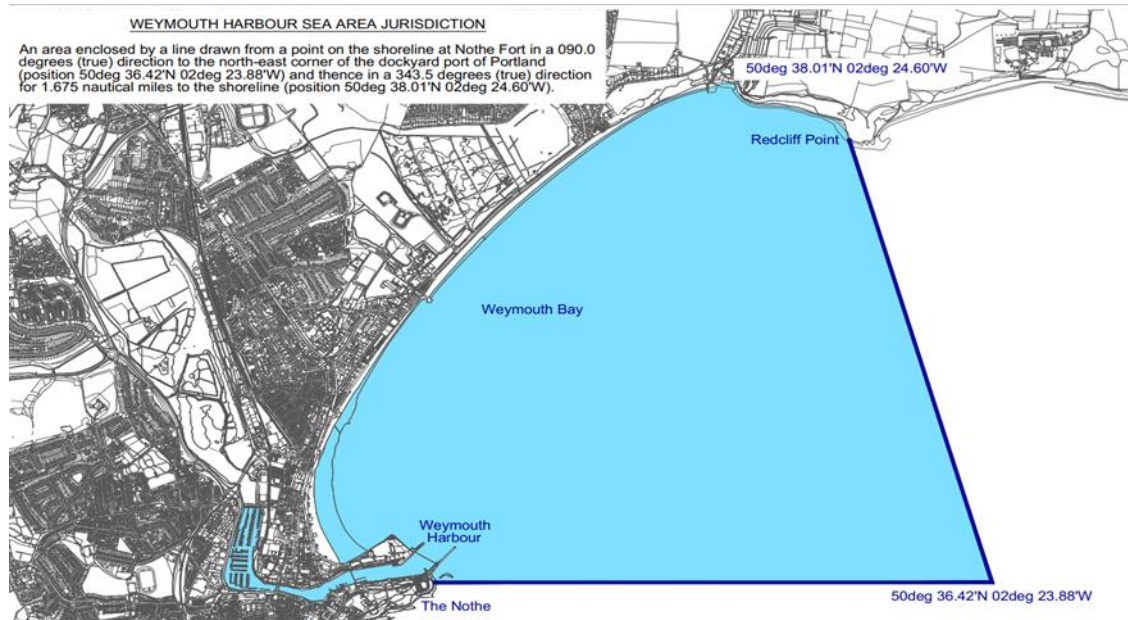 WEYMOUTH HARBOUR SEA AREA JURISDICTION
An area enclosed by a line drawn from a point on the shoreline at Nothe Fort in a 090.0
degrees (true) direction to the north-east corner of the dockyard port of Portland
(position 50deg 36.42'N 02deg 23.88'W) and thence in a 343.5 degrees (true) direction
for 1.675 nautical miles to the shoreline (position 50deg 38.01'N 02deg 24.60'W).
50deg 38.01'N 02deg 24.60'W
Redcliff Point
Weymouth Bay
Weymouth
Harbour
The Nothe
50deg 36.42'N 02deg 23.88'W